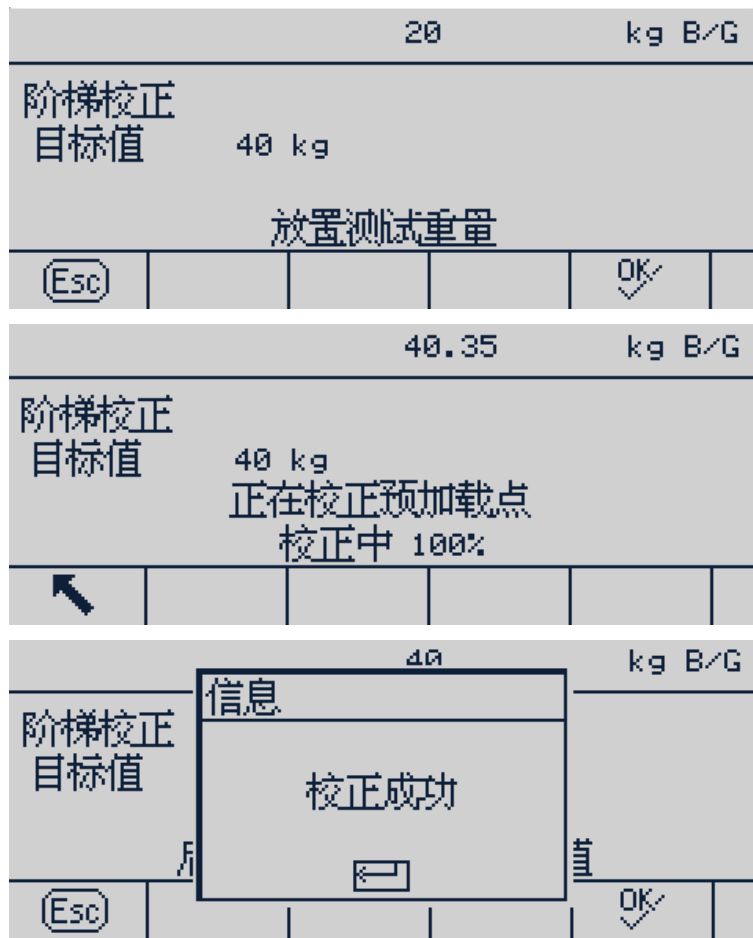 20 kg B/G
阶梯校正
目标值 40 kg
放置测试重量
Esc OK
40.35 kg B/G
阶梯校正
目标值 40 kg
正在校正预加载点
校正中 100%
40 kg B/G
信息
阶梯校正
目标值
校正成功
值
Esc OK